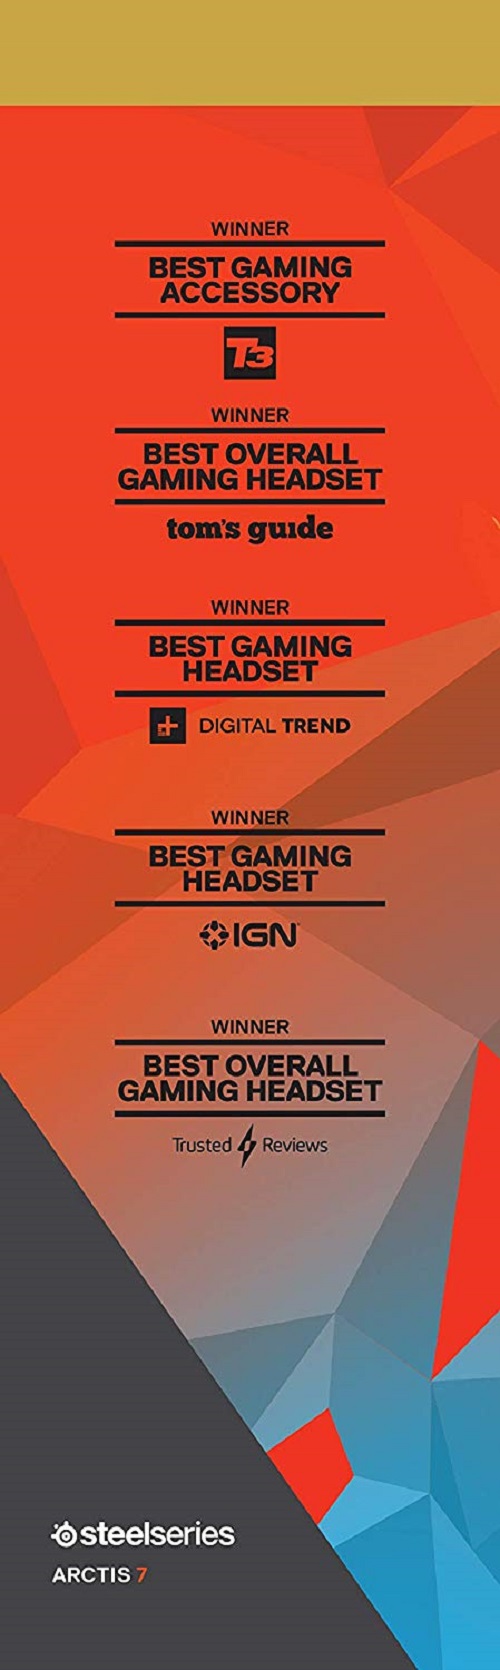 WINNER
BEST GAMING
ACCESSORY
T3
WINNER
BEST OVERALL
GAMING HEADSET
tom's guide
WINNER
BEST GAMING
HEADSET
DIGITAL TREND
WINNER
BEST GAMING
HEADSET
IGN
WINNER
BEST OVERALL
GAMING HEADSET
Trusted Reviews
steelseries
ARCTIS 7